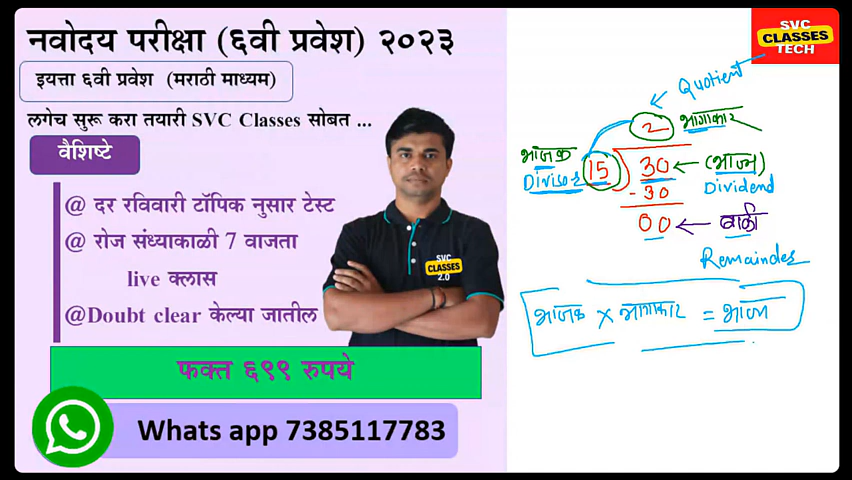 नवोदय परीक्षा (६वी प्रवेश) २०२३
इयत्ता ६वी प्रवेश (मराठी माध्यम)
लगेच सुरू करा तयारी SVC Classes सोबत ...
वैशिष्टे
@ दर रविवारी टॉपिक नुसार टेस्ट
@ रोज संध्याकाळी 7 वाजता
live क्लास
@Doubt clear केल्या जातील
फक्त ६९९ रुपये
Whats app 7385117783
SVC
CLASSES
2.0
SVC
CLASSES
TECH
Quotient
2 भागाकार
भाजक 15 30 (भाज्य)
Divisor Dividend
- 30
00 बाकी
Remainder
भाजक × भागाकार = भाज्य